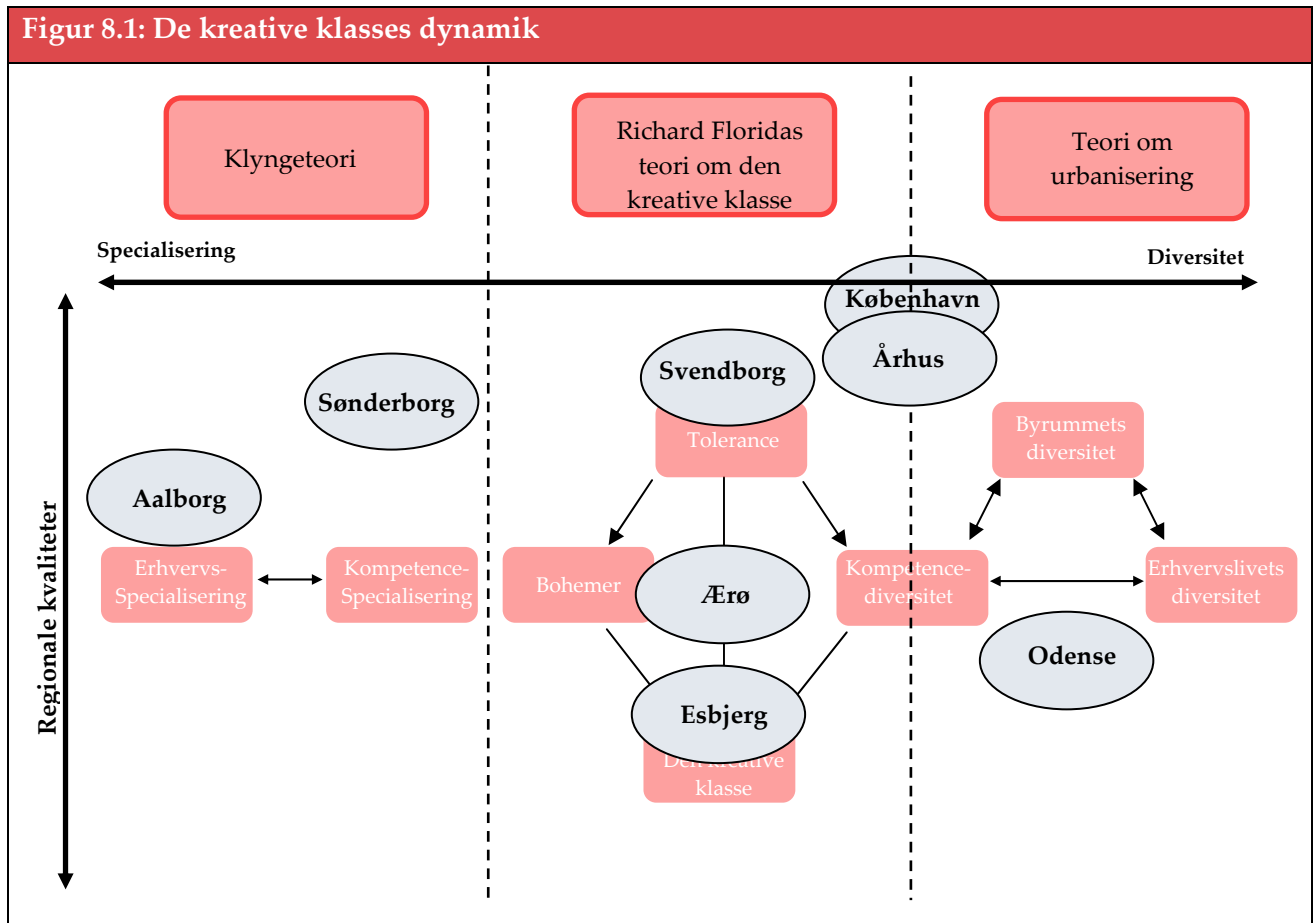 Figur 8.1: De kreative klasses dynamik
Klyngeteori
Richard Floridas
teori om den
kreative klasse
Teori om
urbanisering
Specialisering
Diversitet
Regionale kvaliteter
København
Århus
Svendborg
Sønderborg
Aalborg
Tolerance
Byrummets
diversitet
Erhvervs-
Specialisering
Kompetence-
Specialisering
Bohemer
Ærø
Kompetence-
diversitet
Erhvervslivets
diversitet
Odense
Esbjerg
Den kreative
klasse